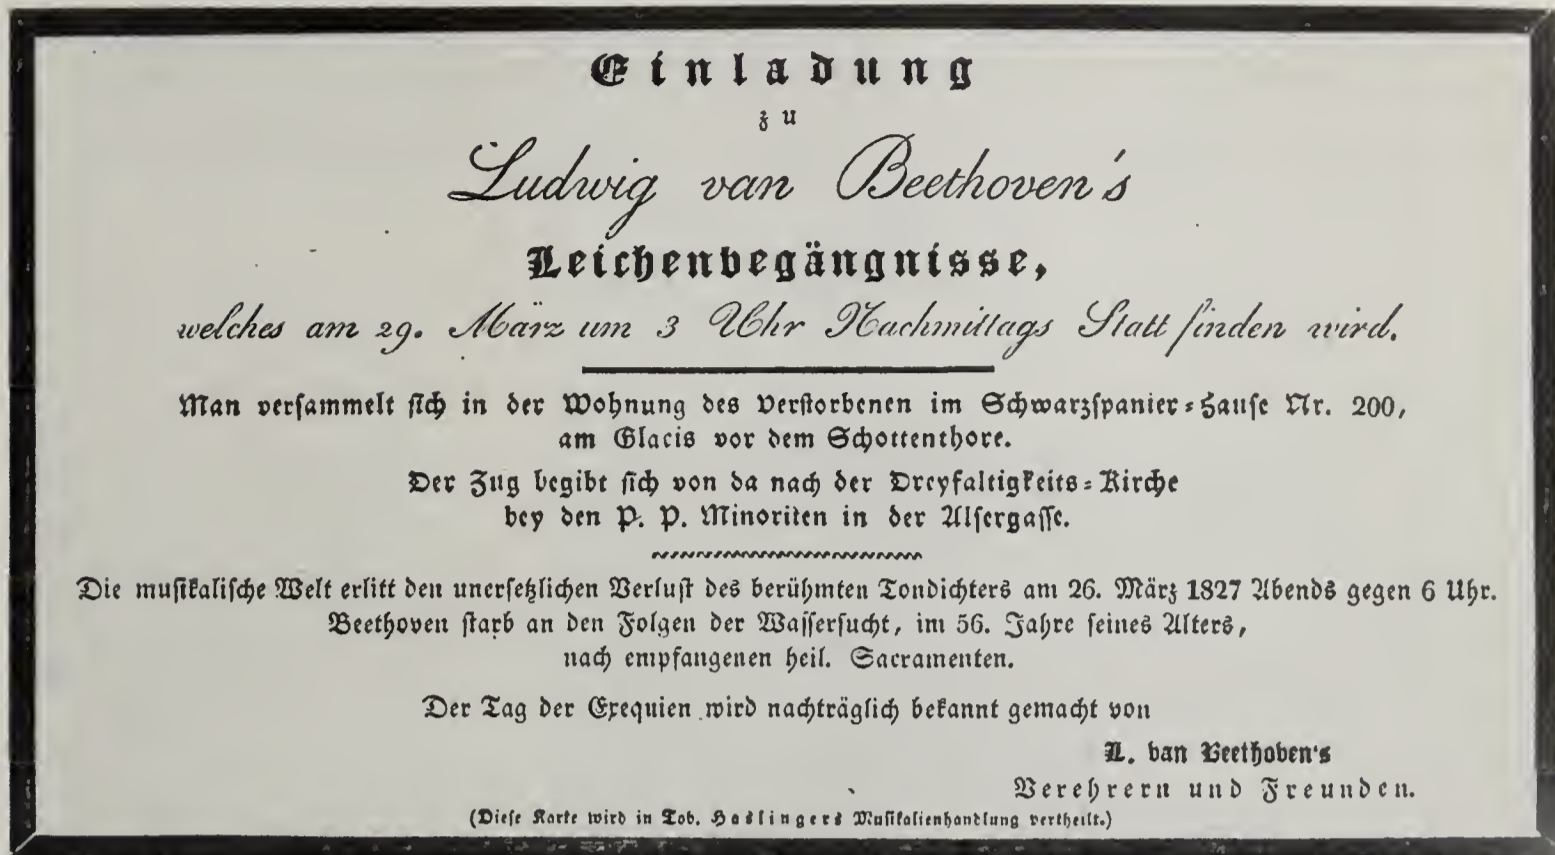 Einladung
zu
Ludwig van Beethoven's
Leichenbegängnisse,
welches am 29. März um 3 Uhr Nachmittags Statt finden wird.
Man versammelt sich in der Wohnung des Verstorbenen im Schwarzspanier-Hause Nr. 200,
am Glacis vor dem Schottenthore.
Der Zug begibt sich von da nach der Dreyfaltigkeits-Kirche
bey den P. P. Minoriten in der Alsergasse.
Die musikalische Welt erlitt den unersetzlichen Verlust des berühmten Tondichters am 26. März 1827 Abends gegen 6 Uhr.
Beethoven starb an den Folgen der Wassersucht, im 56. Jahre seines Alters,
nach empfangenen heil. Sacramenten.
Der Tag der Exequien wird nachträglich bekannt gemacht von
L. van Beethoven's
Verehrern und Freunden.
(Diese Karte wird in Tob. Haslingers Musikalienhandlung vertheilt.)